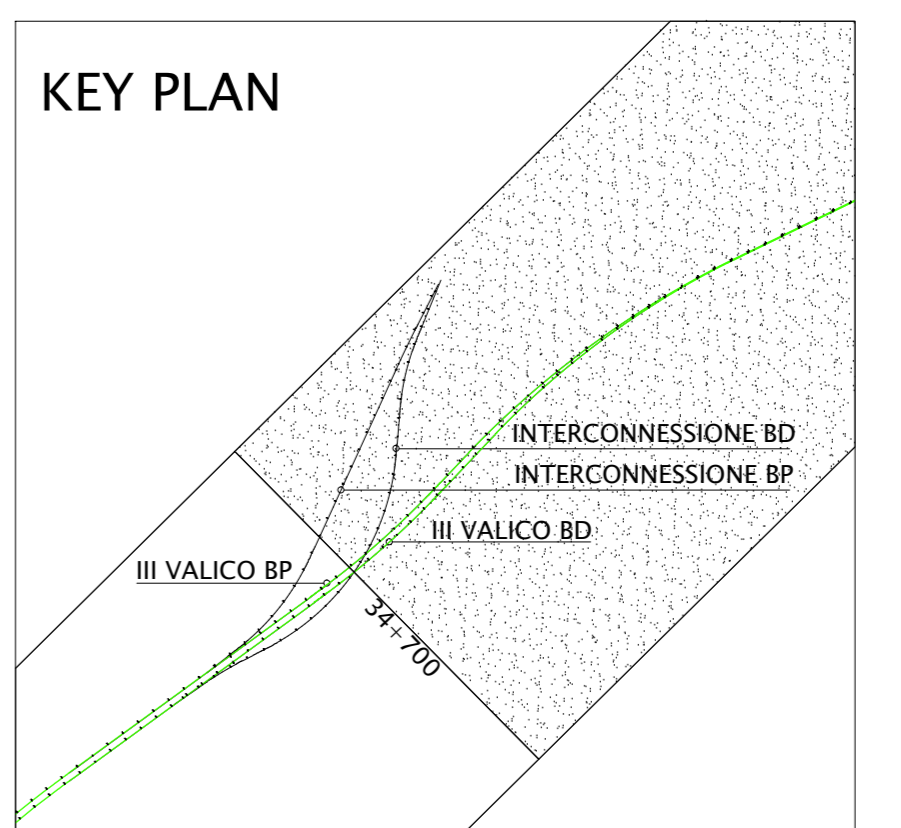 KEY PLAN
INTERCONNESSIONE BD
INTERCONNESSIONE BP
III VALICO BD
III VALICO BP
34+700